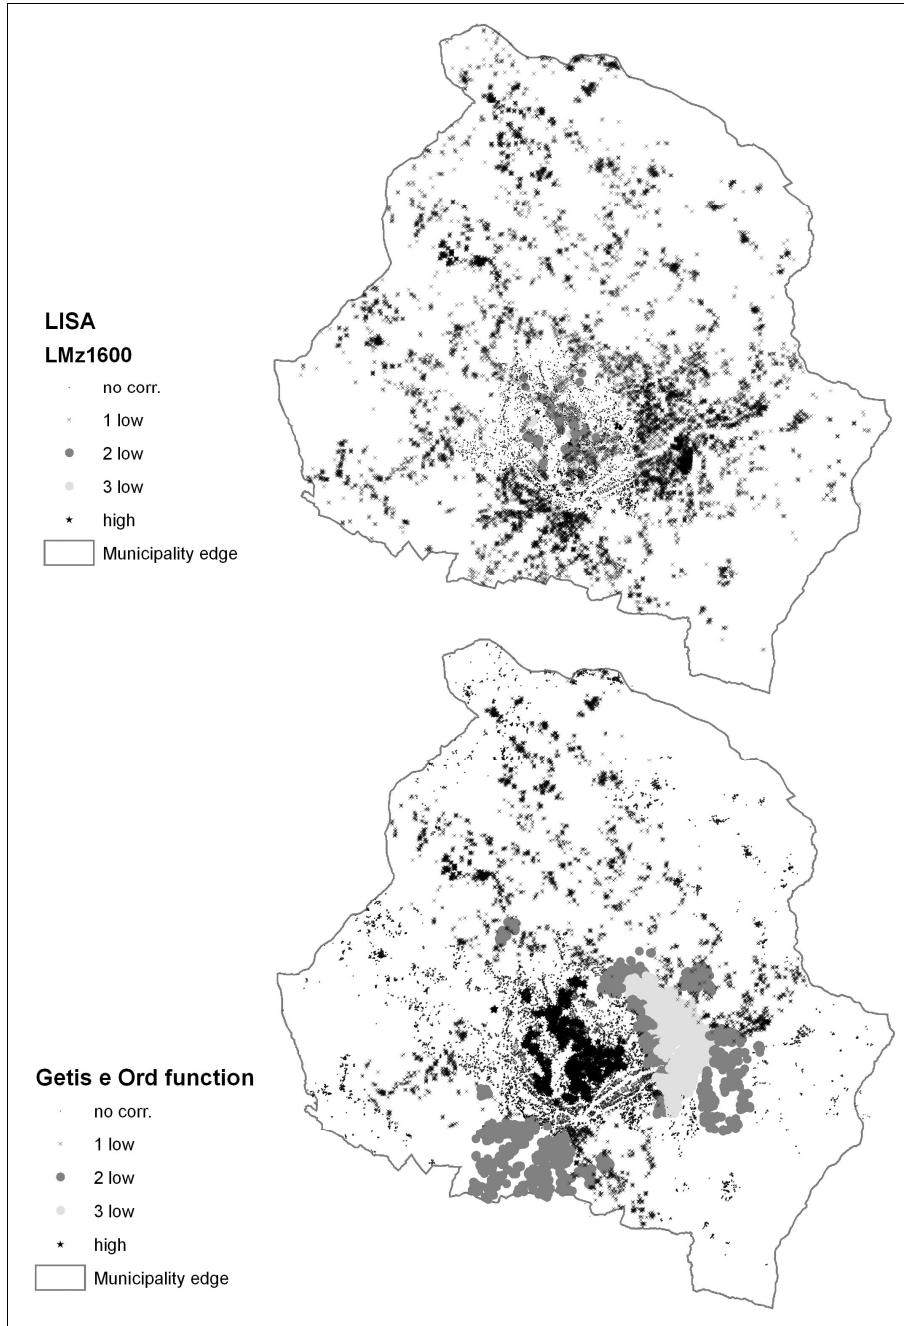 LISA
LMz1600
no corr.
1 low
2 low
3 low
high
Municipality edge
Getis e Ord function
no corr.
1 low
2 low
3 low
high
Municipality edge